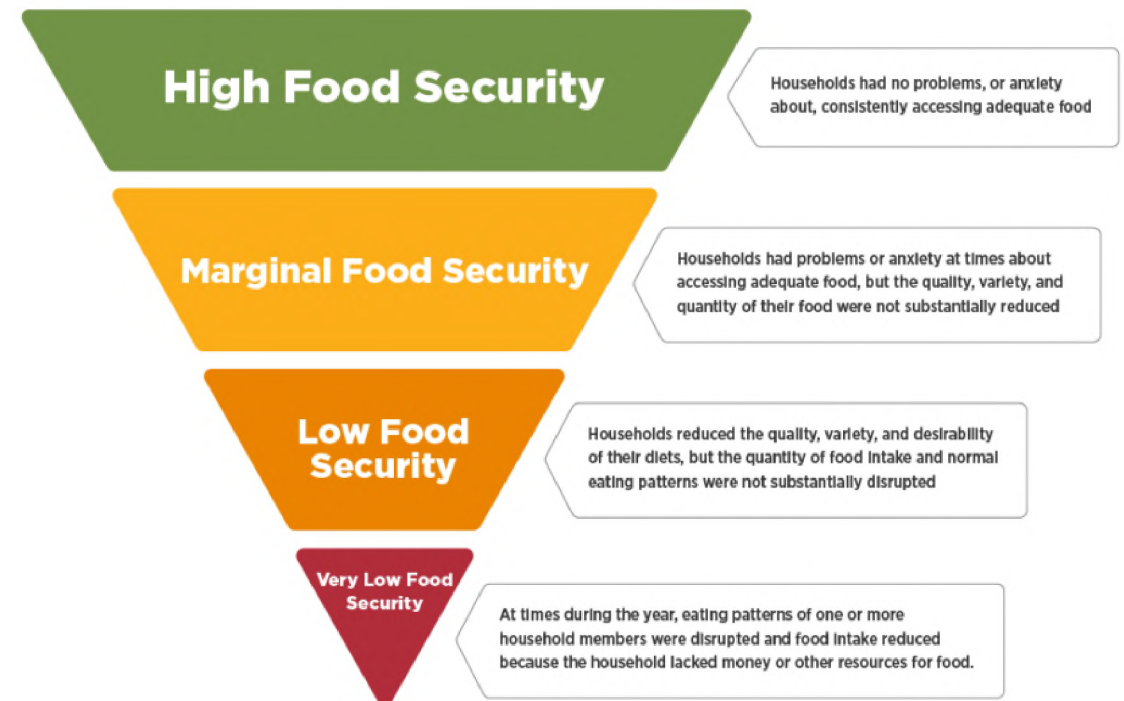 High Food Security
Households had no problems, or anxiety
about, consistently accessing adequate food
Marginal Food Security
Households had problems or anxiety at times about
accessing adequate food, but the quality, variety, and
quantity of their food were not substantially reduced
Low Food
Security
Households reduced the quality, variety, and desirability
of their diets, but the quantity of food intake and normal
eating patterns were not substantially disrupted
Very Low Food
Security
At times during the year, eating patterns of one or more
household members were disrupted and food intake reduced
because the household lacked money or other resources for food.